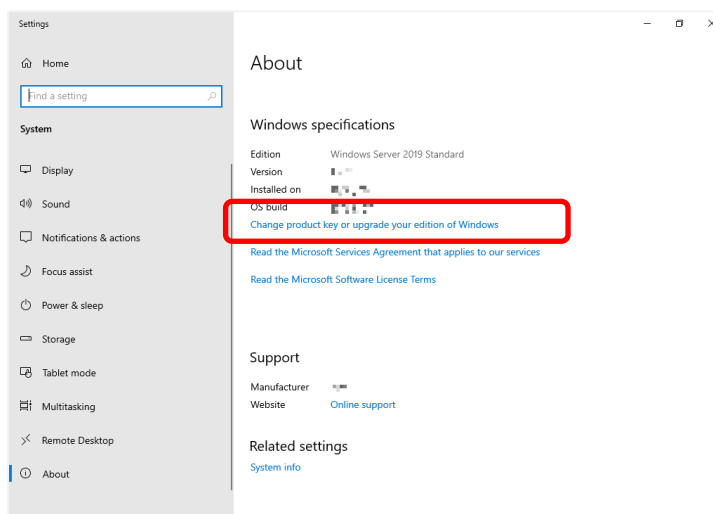 Settings
Home
Find a setting
System
Display
Sound
Notifications & actions
Focus assist
Power & sleep
Storage
Tablet mode
Multitasking
Remote Desktop
About
About
Windows specifications
Edition Windows Server 2019 Standard
Version
Installed on
OS build
Change product key or upgrade your edition of Windows
Read the Microsoft Services Agreement that applies to our services
Read the Microsoft Software License Terms
Support
Manufacturer
Website Online support
Related settings
System info